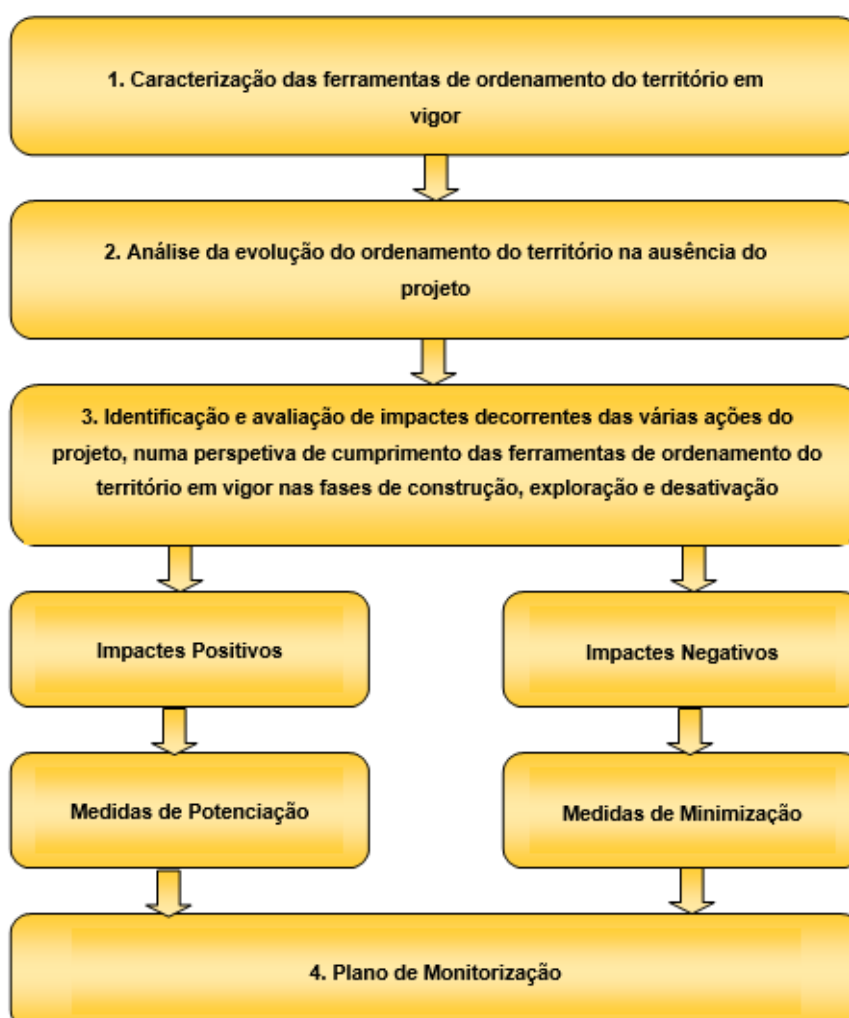 1. Caracterização das ferramentas de ordenamento do território em
vigor
2. Análise da evolução do ordenamento do território na ausência do
projeto
3. Identificação e avaliação de impactes decorrentes das várias ações do
projeto, numa perspetiva de cumprimento das ferramentas de ordenamento do
território em vigor nas fases de construção, exploração e desativação
Impactes Positivos
Impactes Negativos
Medidas de Potenciação
Medidas de Minimização
4. Plano de Monitorização